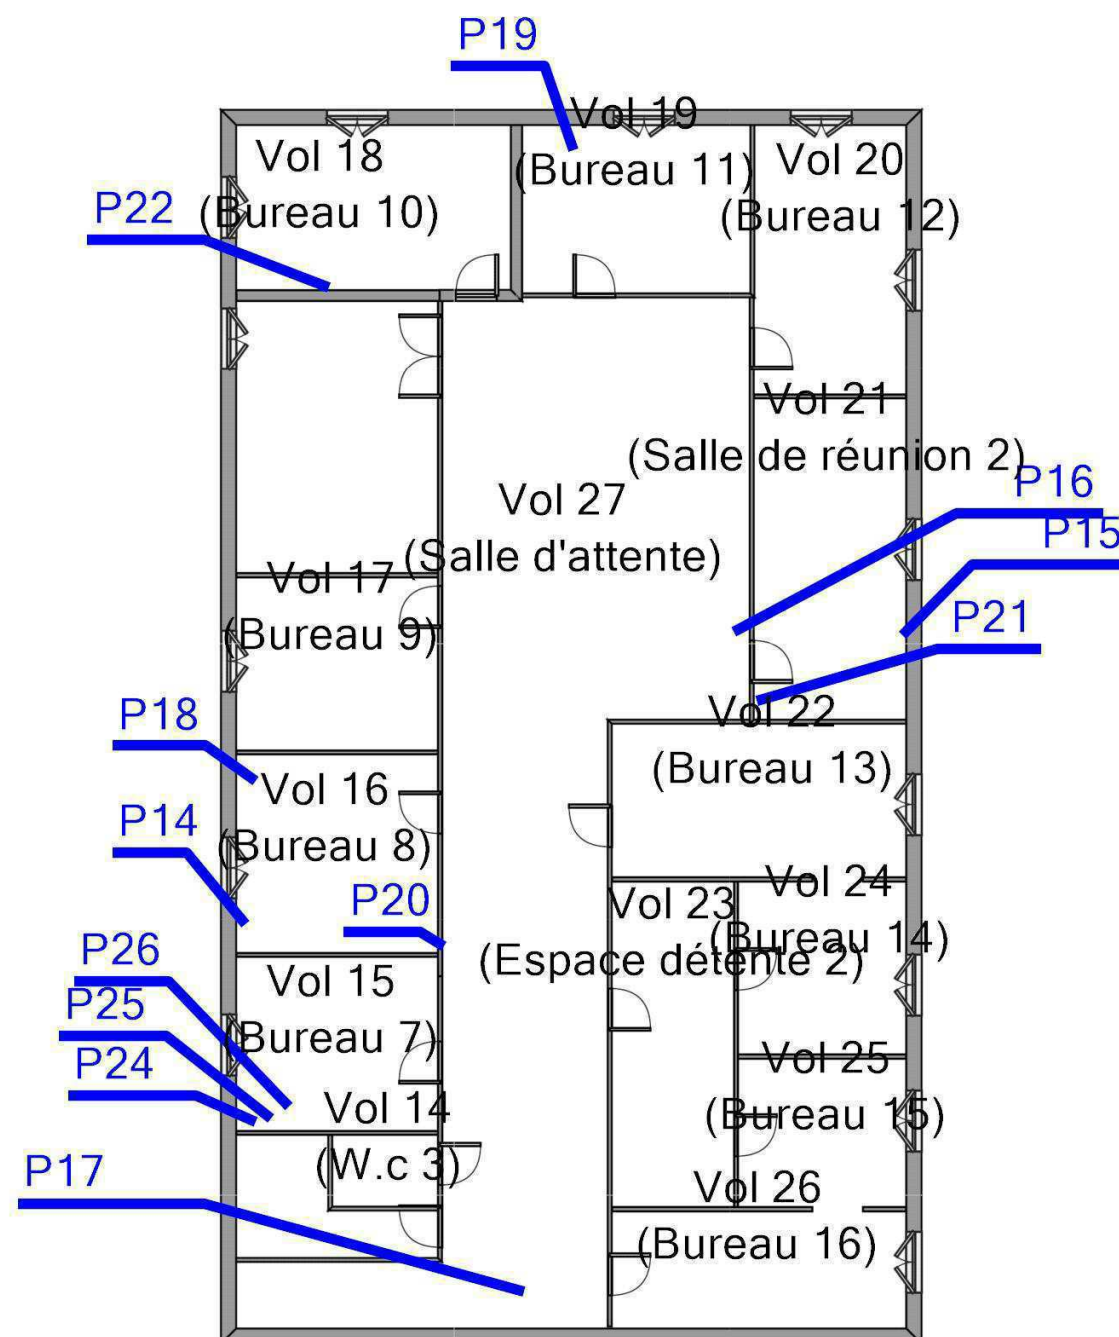 P19
Vol 19
(Bureau 11)
Vol 18
(Bureau 10)
Vol 20
(Bureau 12)
P22
Vol 21
(Salle de réunion 2)
P16
Vol 27
(Salle d'attente)
P15
Vol 17
(Bureau 9)
P21
P18
Vol 22
(Bureau 13)
Vol 16
(Bureau 8)
P14
P20
Vol 24
(Bureau 14)
Vol 23
(Espace détente 2)
P26
Vol 15
(Bureau 7)
P25
P24
Vol 25
(Bureau 15)
Vol 14
(W.c 3)
P17
Vol 26
(Bureau 16)